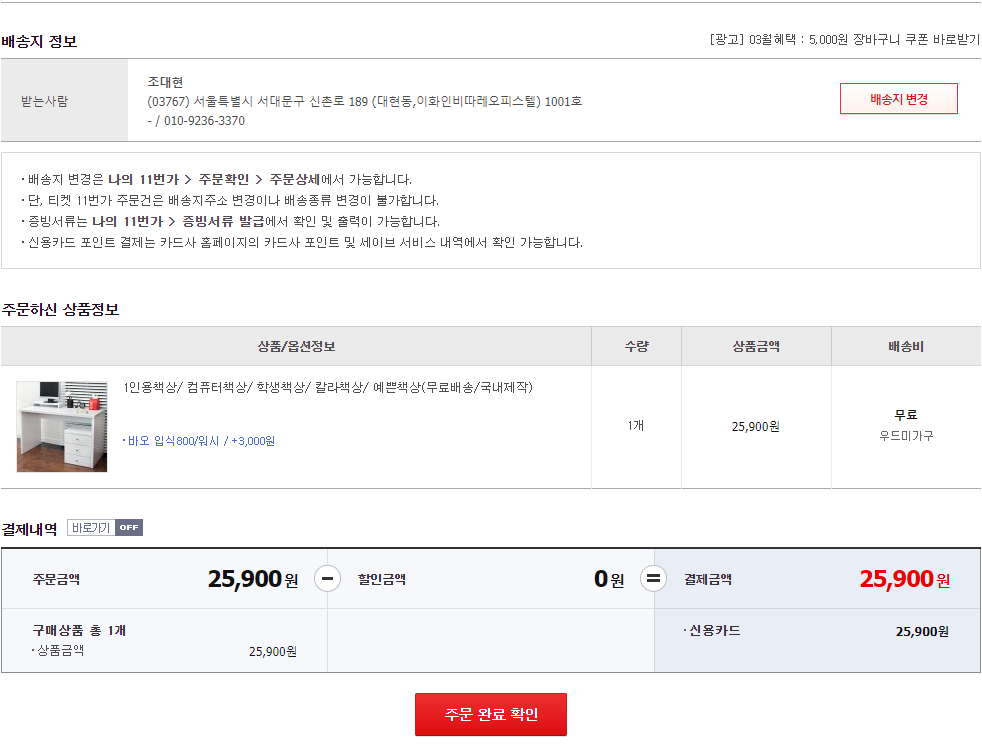 배송지 정보
[광고] 03월혜택 : 5,000원 장바구니 쿠폰 바로받기
받는사람
조대현
(03767) 서울특별시 서대문구 신촌로 189 (대현동,이화인비따레오피스텔) 1001호
- / 010-9236-3370
배송지 변경
· 배송지 변경은 나의 11번가 > 주문확인 > 주문상세에서 가능합니다.
· 단, 티켓 11번가 주문건은 배송지주소 변경이나 배송종류 변경이 불가합니다.
· 증빙서류는 나의 11번가 > 증빙서류 발급에서 확인 및 출력이 가능합니다.
· 신용카드 포인트 결제는 카드사 홈페이지의 카드사 포인트 및 세이브 서비스 내역에서 확인 가능합니다.
주문하신 상품정보
상품/옵션정보 수량 상품금액 배송비
1인용책상/ 컴퓨터책상/ 학생책상/ 칼라책상/ 예쁜책상(무료배송/국내제작)
· 바오 입식800/워시 / +3,000원
1개
25,900원
무료
우드미가구
결제내역 바로가기 OFF
주문금액 25,900원 − 할인금액 0원 = 결제금액 25,900원
구매상품 총 1개
· 상품금액 25,900원
· 신용카드 25,900원
주문 완료 확인